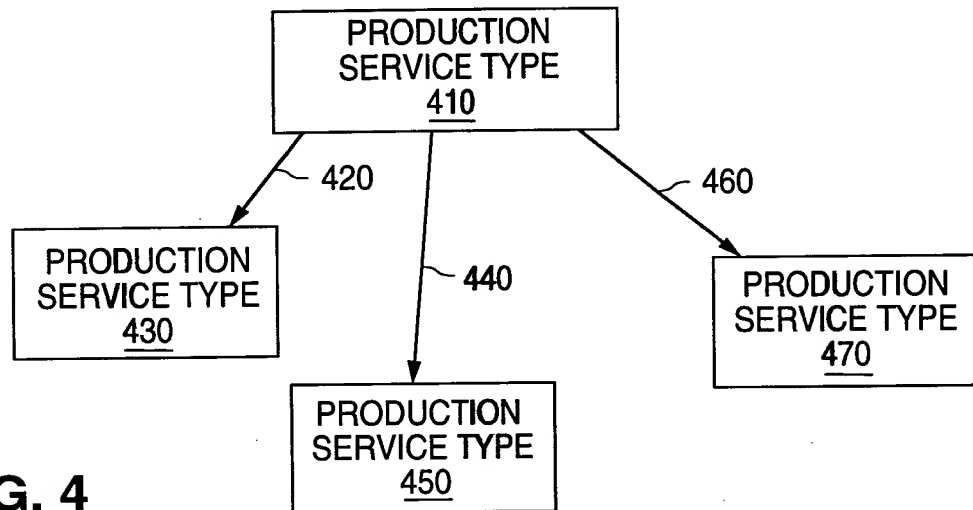 PRODUCTION
SERVICE TYPE
410
420
460
PRODUCTION
SERVICE TYPE
430
440
PRODUCTION
SERVICE TYPE
470
PRODUCTION
SERVICE TYPE
450
G. 4